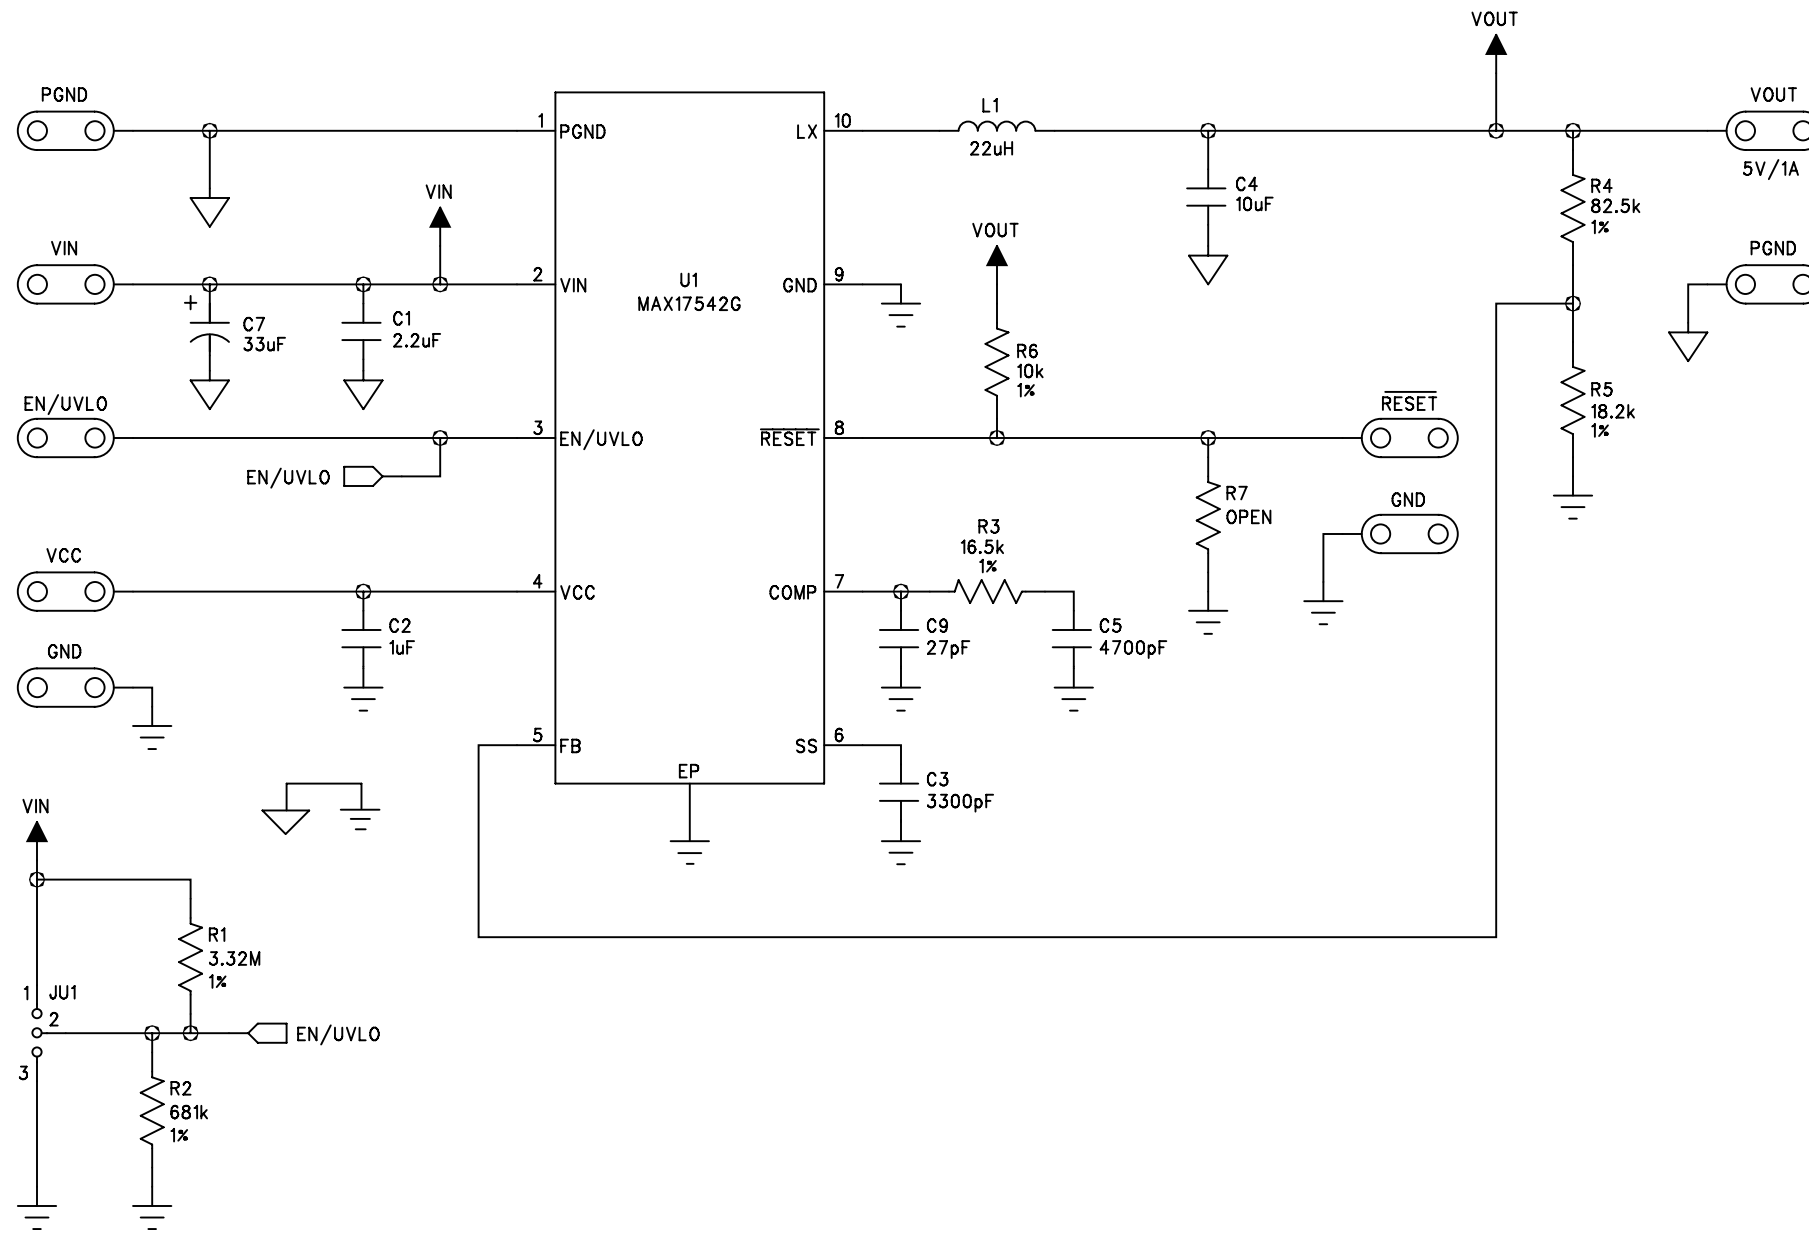 VOUT
PGND
1
PGND
LX
10
L1
22uH
VOUT
5V/1A
C4
10uF
R4
82.5k
1%
VIN
VIN
2
VIN
U1
MAX17542G
GND
9
VOUT
PGND
+
C7
33uF
C1
2.2uF
R6
10k
1%
R5
18.2k
1%
EN/UVLO
3
EN/UVLO
RESET
8
RESET
EN/UVLO
R7
OPEN
GND
VCC
4
VCC
COMP
7
R3
16.5k
1%
C2
1uF
C9
27pF
C5
4700pF
GND
5
FB
SS
6
EP
C3
3300pF
VIN
R1
3.32M
1%
1
JU1
2
3
EN/UVLO
R2
681k
1%